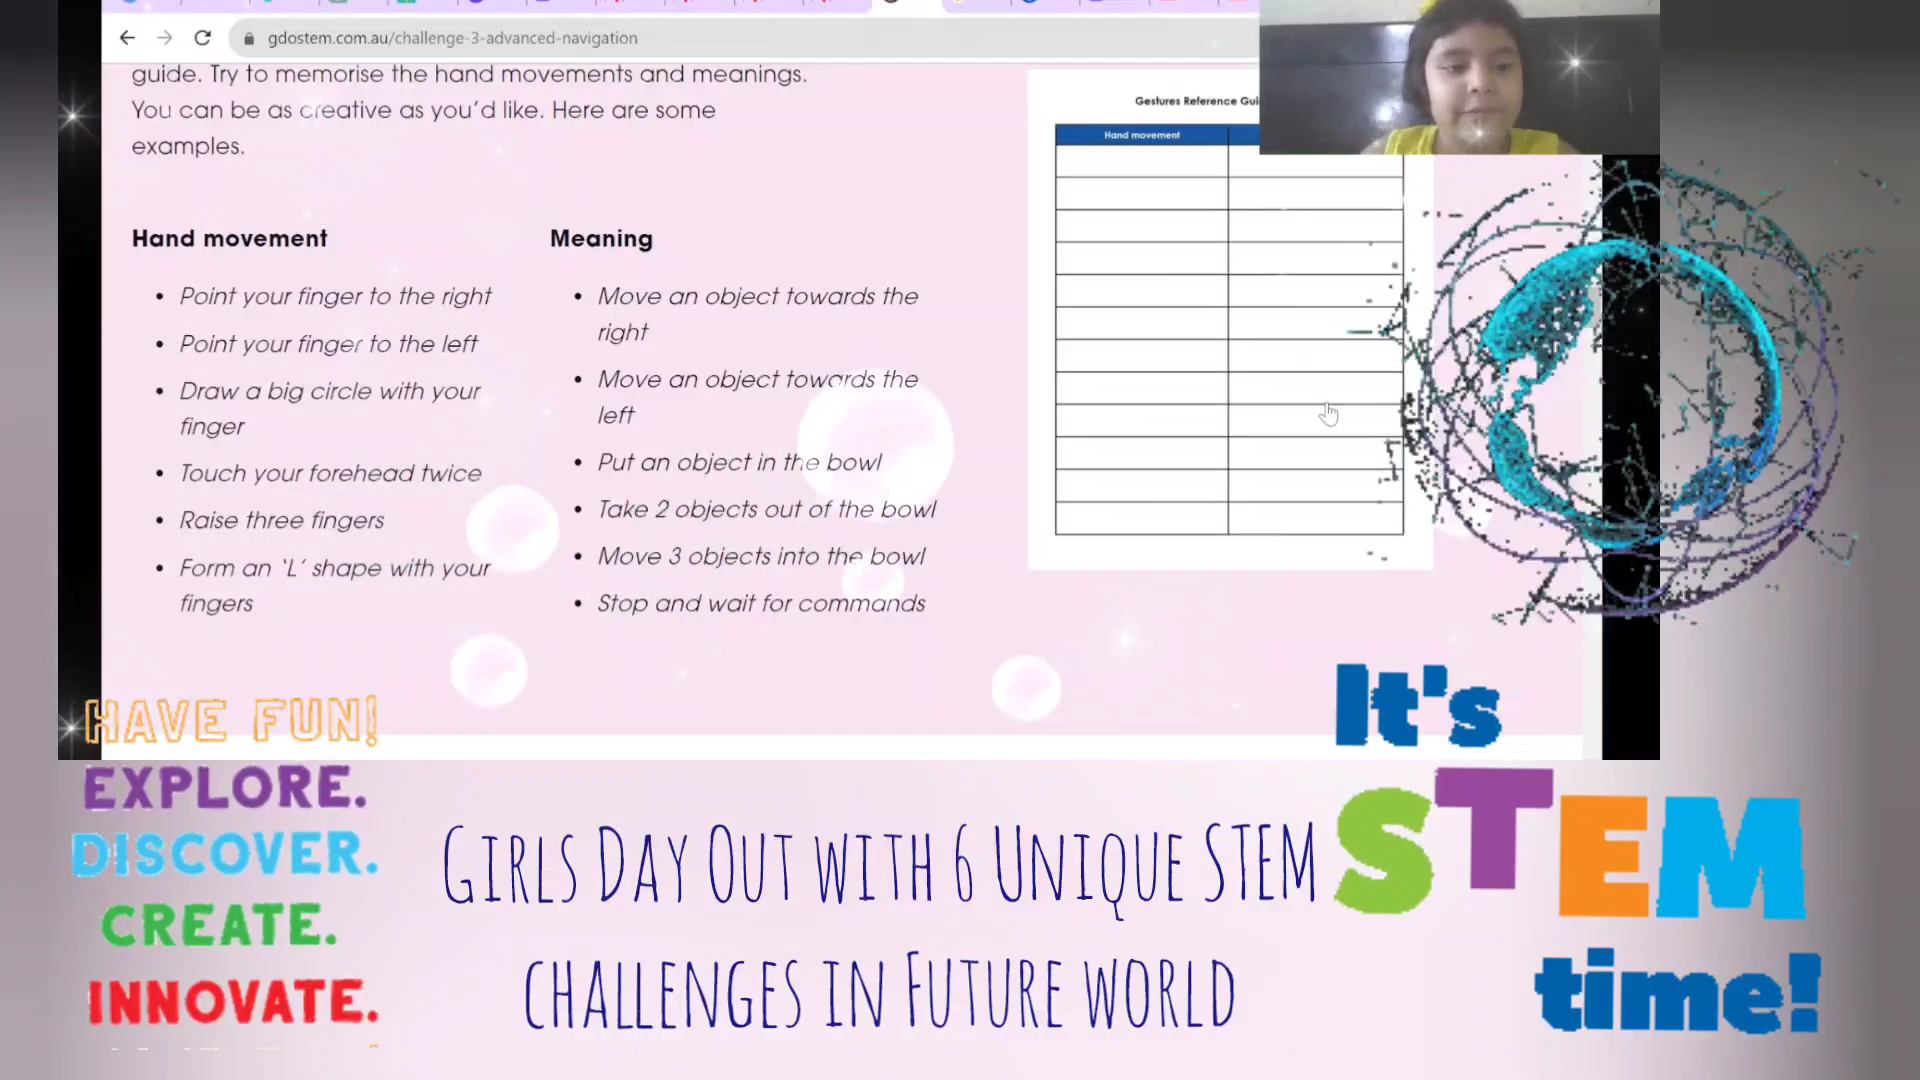 gdostem.com.au/challenge-3-advanced-navigation
guide. Try to memorise the hand movements and meanings.
You can be as creative as you'd like. Here are some
examples.
Hand movement
• Point your finger to the right
• Point your finger to the left
• Draw a big circle with your
finger
• Touch your forehead twice
• Raise three fingers
• Form an 'L' shape with your
fingers
Meaning
• Move an object towards the
right
• Move an object towards the
left
• Put an object in the bowl
• Take 2 objects out of the bowl
• Move 3 objects into the bowl
• Stop and wait for commands
Gestures Reference
Hand movement
HAVE FUN!
EXPLORE.
DISCOVER.
CREATE.
INNOVATE.
Girls Day Out with 6 Unique STEM
challenges in Future world
It's
STEM
time!